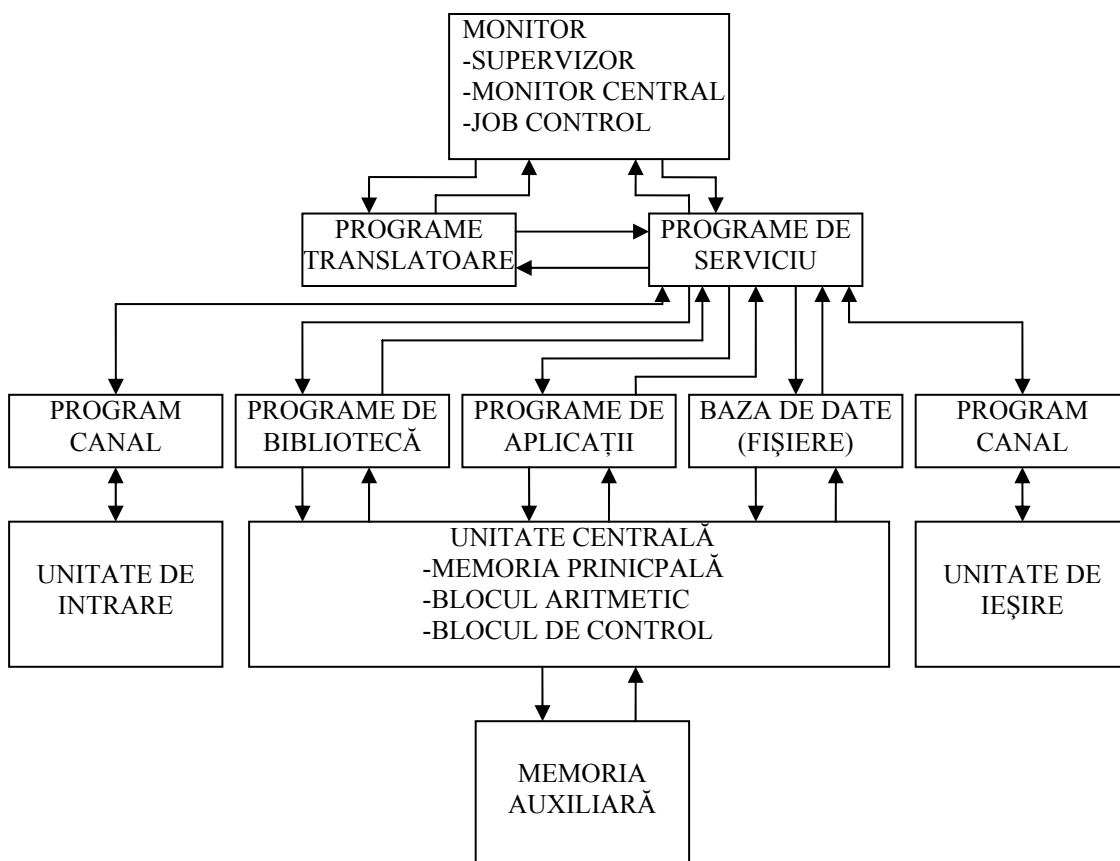 MONITOR
-SUPERVIZOR
-MONITOR CENTRAL
-JOB CONTROL
PROGRAME
TRANSLATOARE
PROGRAME DE
SERVICIU
PROGRAM
CANAL
PROGRAME DE
BIBLIOTECĂ
PROGRAME DE
APLICAȚII
BAZA DE DATE
(FIŞIERE)
PROGRAM
CANAL
UNITATE DE
INTRARE
UNITATE CENTRALĂ
-MEMORIA PRINICPALĂ
-BLOCUL ARITMETIC
-BLOCUL DE CONTROL
UNITATE DE
IEŞIRE
MEMORIA
AUXILIARĂ